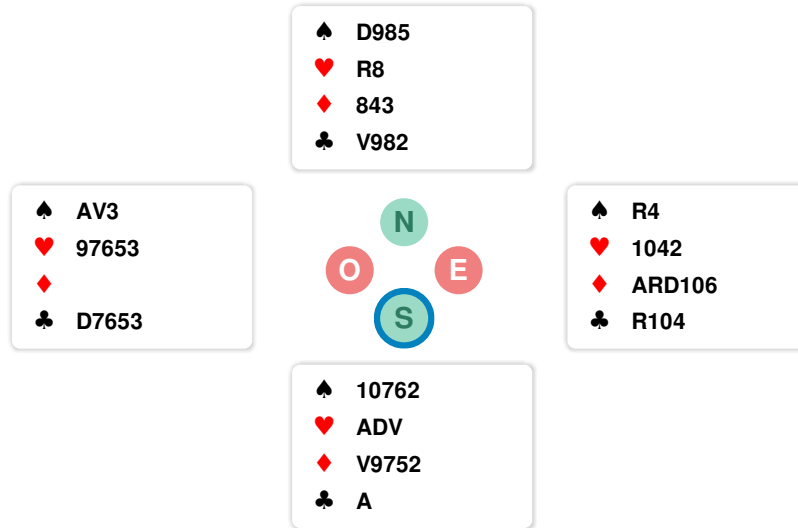 ♠ D985
♥ R8
♦ 843
♣ V982
♠ AV3
♥ 97653
♦
♣ D7653
N
O E
S
♠ R4
♥ 1042
♦ ARD106
♣ R104
♠ 10762
♥ ADV
♦ V9752
♣ A